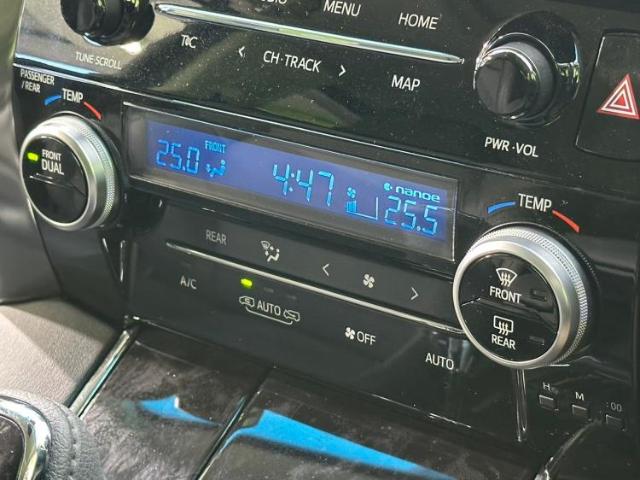 MENU
HOME
TUNE·SCROLL
CH·TRACK
MAP
PWR·VOL
PASSENGER
/REAR
TEMP
FRONT
DUAL
25.0
FRONT
4:47
nanoe
25.5
TEMP
REAR
A/C
AUTO
OFF
AUTO
FRONT
REAR
H
M
:00